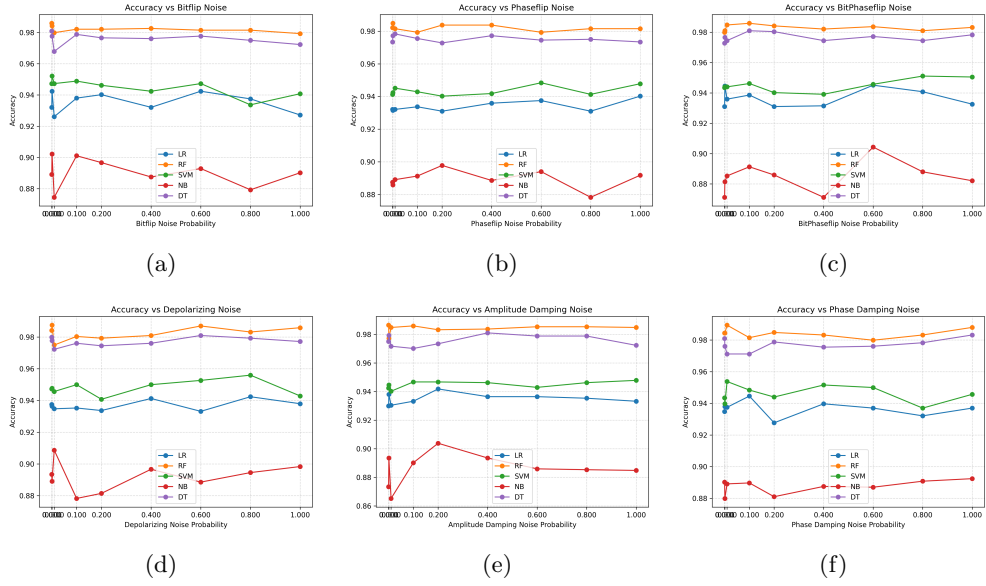 Accuracy vs Bitflip Noise
0.98
0.96
0.94
0.92
0.90
0.88
Accuracy
LR
RF
SVM
NB
DT
0.100 0.200 0.400 0.600 0.800 1.000
Bitflip Noise Probability
(a)
Accuracy vs Phaseflip Noise
0.98
0.96
0.94
0.92
0.90
0.88
Accuracy
LR
RF
SVM
NB
DT
0.100 0.200 0.400 0.600 0.800 1.000
Phaseflip Noise Probability
(b)
Accuracy vs BitPhaseflip Noise
0.98
0.96
0.94
0.92
0.90
0.88
Accuracy
LR
RF
SVM
NB
DT
0.100 0.200 0.400 0.600 0.800 1.000
BitPhaseflip Noise Probability
(c)
Accuracy vs Depolarizing Noise
0.98
0.96
0.94
0.92
0.90
0.88
Accuracy
LR
RF
SVM
NB
DT
0.100 0.200 0.400 0.600 0.800 1.000
Depolarizing Noise Probability
(d)
Accuracy vs Amplitude Damping Noise
0.98
0.96
0.94
0.92
0.90
0.88
0.86
Accuracy
LR
RF
SVM
NB
DT
0.100 0.200 0.400 0.600 0.800 1.000
Amplitude Damping Noise Probability
(e)
Accuracy vs Phase Damping Noise
0.98
0.96
0.94
0.92
0.90
0.88
Accuracy
LR
RF
SVM
NB
DT
0.100 0.200 0.400 0.600 0.800 1.000
Phase Damping Noise Probability
(f)